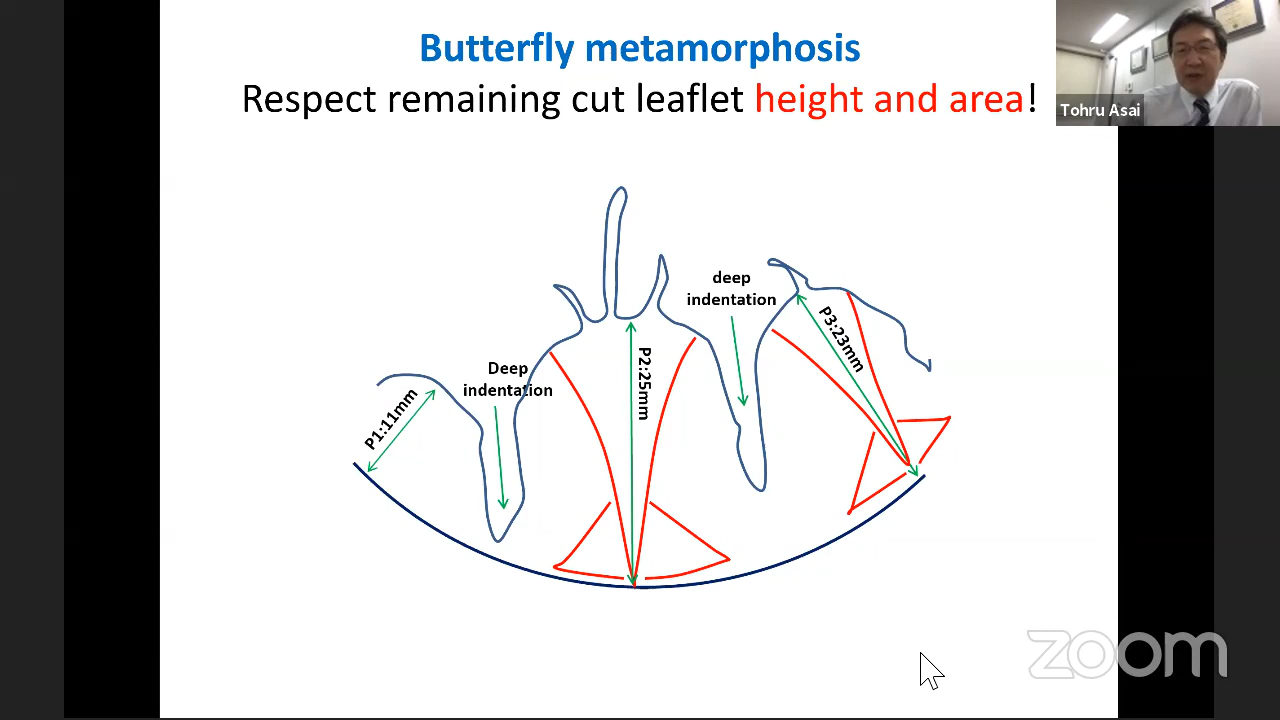 Butterfly metamorphosis
Respect remaining cut leaflet height and area!
Tohru Asai
deep
indentation
Deep
indentation
P1:11mm
P2:25mm
P3:23mm
zoom